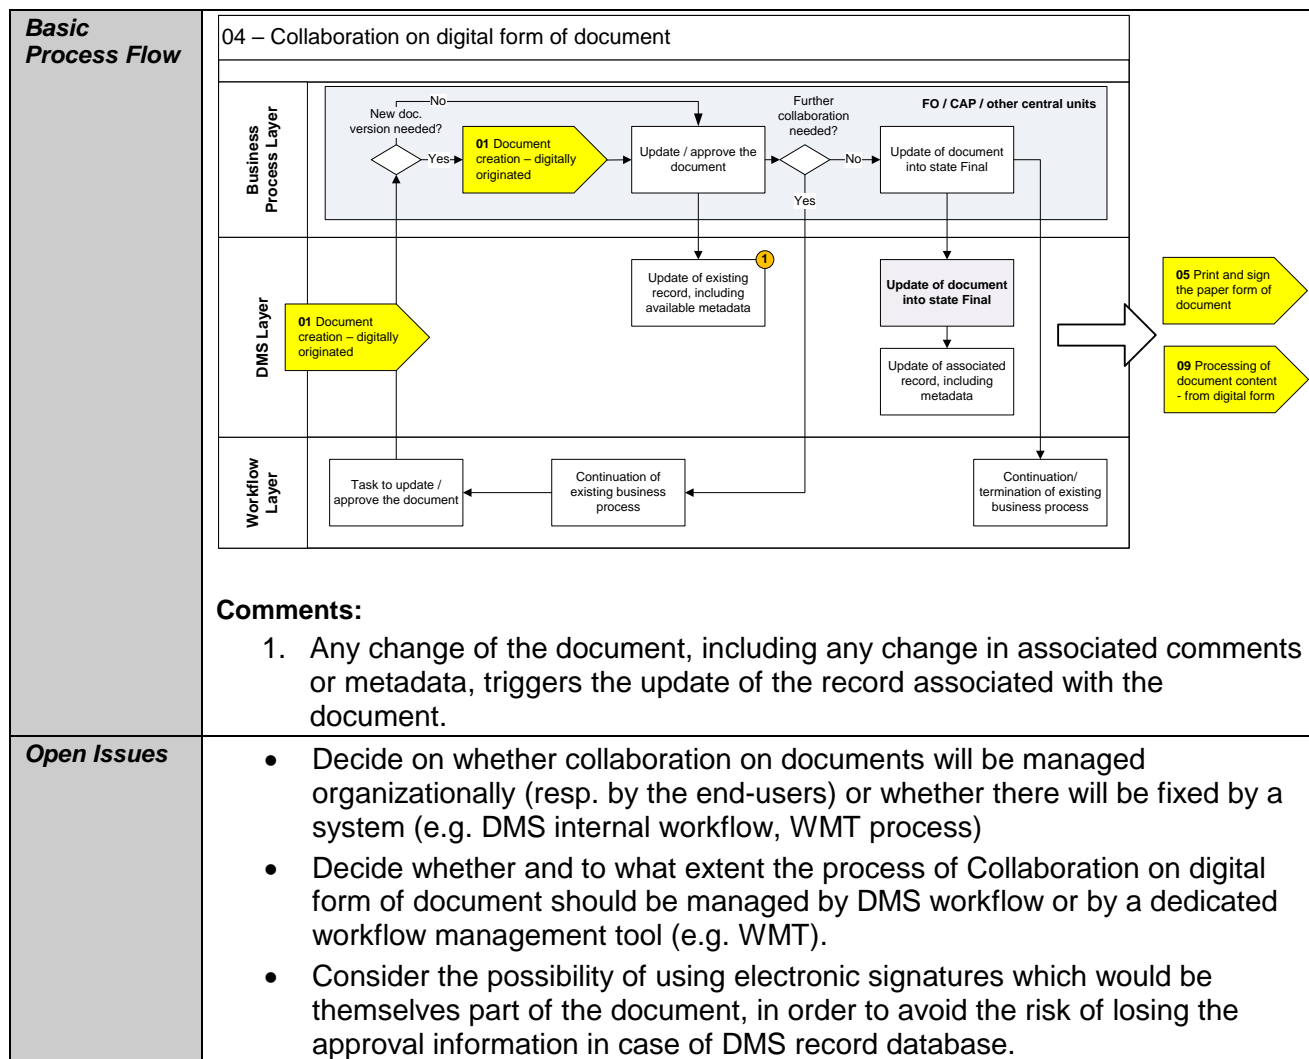 Basic
Process Flow
04 – Collaboration on digital form of document
Business
Process Layer
FO / CAP / other central units
No
New doc.
version needed?
Yes
01 Document
creation – digitally
originated
Update / approve the
document
Further
collaboration
needed?
No
Yes
Update of document
into state Final
DMS Layer
01 Document
creation – digitally
originated
Update of existing
record, including
available metadata
1
Update of document
into state Final
Update of associated
record, including
metadata
05 Print and sign
the paper form of
document
09 Processing of
document content
- from digital form
Workflow
Layer
Task to update /
approve the document
Continuation of
existing business
process
Continuation/
termination of existing
business process
Comments:
1. Any change of the document, including any change in associated comments
or metadata, triggers the update of the record associated with the
document.
Open Issues
• Decide on whether collaboration on documents will be managed
organizationally (resp. by the end-users) or whether there will be fixed by a
system (e.g. DMS internal workflow, WMT process)
• Decide whether and to what extent the process of Collaboration on digital
form of document should be managed by DMS workflow or by a dedicated
workflow management tool (e.g. WMT).
• Consider the possibility of using electronic signatures which would be
themselves part of the document, in order to avoid the risk of losing the
approval information in case of DMS record database.